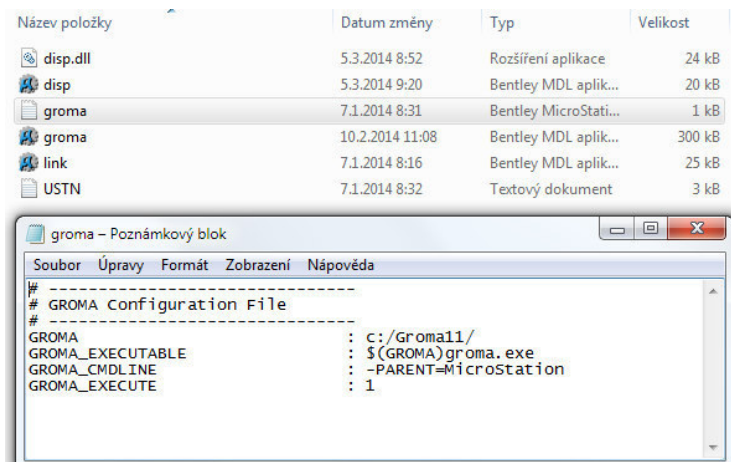 Název položky Datum změny Typ Velikost
disp.dll 5.3.2014 8:52 Rozšíření aplikace 24 kB
disp 5.3.2014 9:20 Bentley MDL aplik... 20 kB
groma 7.1.2014 8:31 Bentley MicroStati... 1 kB
groma 10.2.2014 11:08 Bentley MDL aplik... 300 kB
link 7.1.2014 8:16 Bentley MDL aplik... 25 kB
USTN 7.1.2014 8:32 Textový dokument 3 kB
groma – Poznámkový blok
Soubor Úpravy Formát Zobrazení Nápověda
# -------------------------------
# GROMA Configuration File
# -------------------------------
GROMA : c:/Groma11/
GROMA_EXECUTABLE : $(GROMA)groma.exe
GROMA_CMDLINE : -PARENT=MicroStation
GROMA_EXECUTE : 1